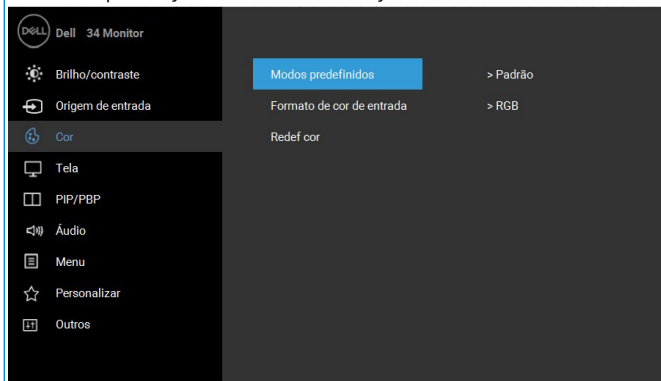 DELL Dell 34 Monitor
Brilho/contraste
Modos predefinidos > Padrão
Origem de entrada
Formato de cor de entrada > RGB
Cor
Redef cor
Tela
PIP/PBP
Áudio
Menu
Personalizar
Outros